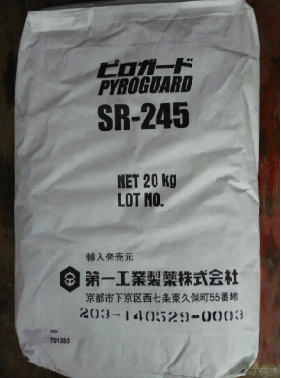 ピロガード
PYROGUARD
SR-245
NET 20 kg
LOT NO.
輸入発売元
第一工業製薬株式会社
京都市下京区西七条東久保町55番地
203-140529-0003
701283